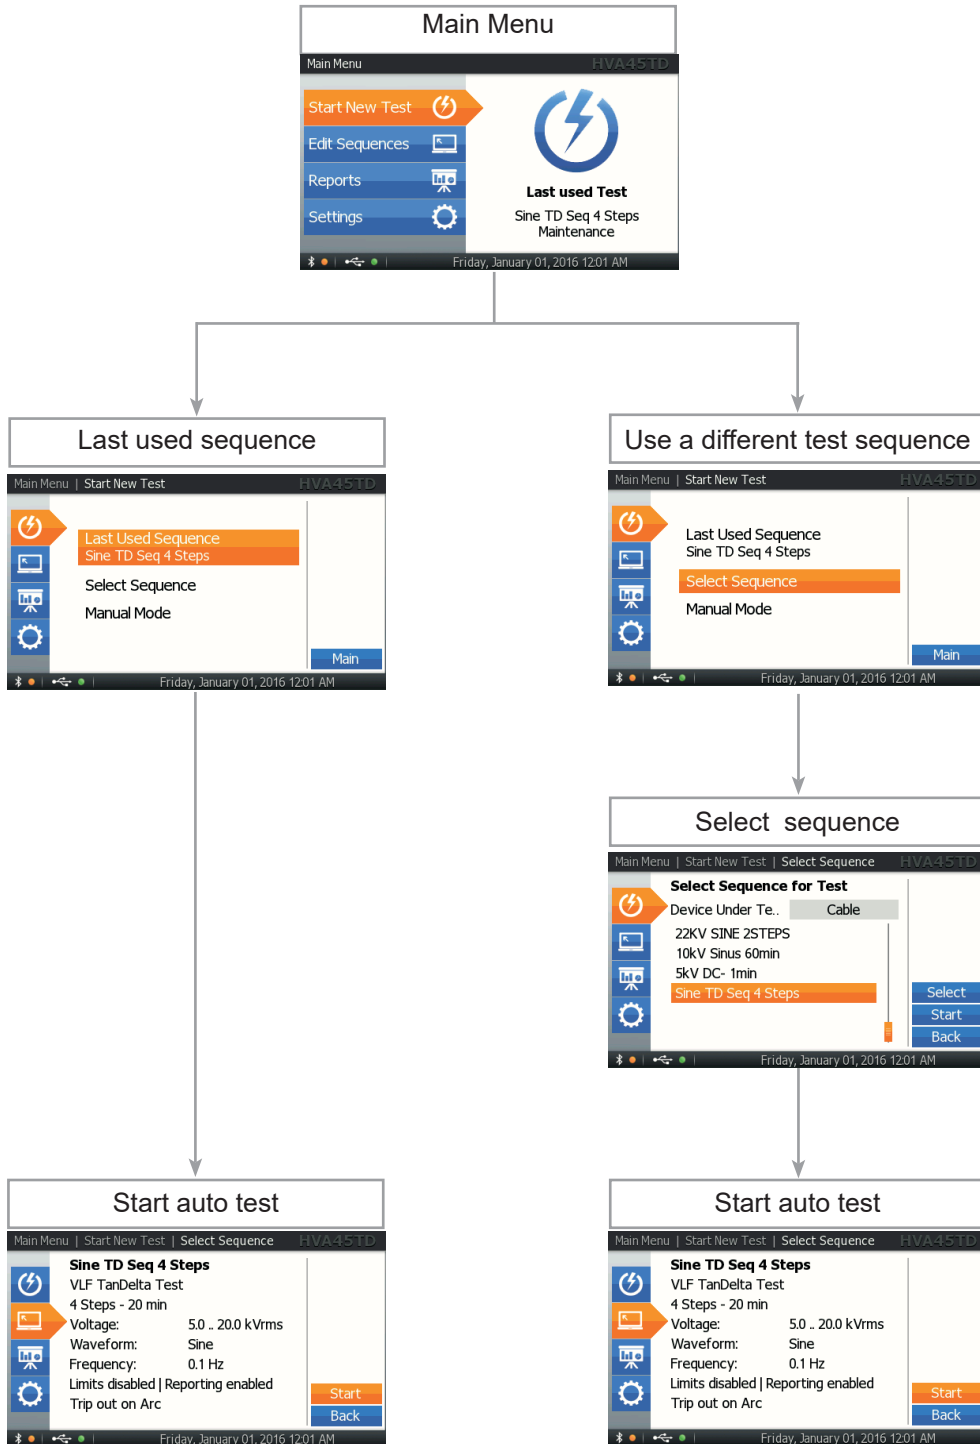 Main Menu
Main Menu HVA45TD
Start New Test
Edit Sequences
Reports
Settings
Last used Test
Sine TD Seq 4 Steps
Maintenance
Friday, January 01, 2016 12:01 AM
Last used sequence
Main Menu | Start New Test HVA45TD
Last Used Sequence
Sine TD Seq 4 Steps
Select Sequence
Manual Mode
Main
Friday, January 01, 2016 12:01 AM
Use a different test sequence
Main Menu | Start New Test HVA45TD
Last Used Sequence
Sine TD Seq 4 Steps
Select Sequence
Manual Mode
Main
Friday, January 01, 2016 12:01 AM
Select sequence
Main Menu | Start New Test | Select Sequence HVA45TD
Select Sequence for Test
Device Under Te.. Cable
22KV SINE 2STEPS
10kV Sinus 60min
5kV DC- 1min
Sine TD Seq 4 Steps
Select
Start
Back
Friday, January 01, 2016 12:01 AM
Start auto test
Main Menu | Start New Test | Select Sequence HVA45TD
Sine TD Seq 4 Steps
VLF TanDelta Test
4 Steps - 20 min
Voltage: 5.0 .. 20.0 kVrms
Waveform: Sine
Frequency: 0.1 Hz
Limits disabled | Reporting enabled
Trip out on Arc
Start
Back
Friday, January 01, 2016 12:01 AM
Start auto test
Main Menu | Start New Test | Select Sequence HVA45TD
Sine TD Seq 4 Steps
VLF TanDelta Test
4 Steps - 20 min
Voltage: 5.0 .. 20.0 kVrms
Waveform: Sine
Frequency: 0.1 Hz
Limits disabled | Reporting enabled
Trip out on Arc
Start
Back
Friday, January 01, 2016 12:01 AM